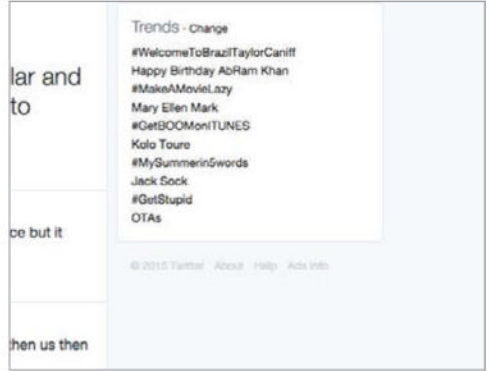 Trends · Change
#WelcomeToBrazilTaylorCaniff
Happy Birthday AbRam Khan
#MakeAMovieLazy
Mary Ellen Mark
#GetBOOMonITUNES
Kolo Toure
#MySummerin5words
Jack Sock
#GetStupid
OTAs
© 2015 Twitter About Help Ads info
lar and
to
ce but it
hen us then